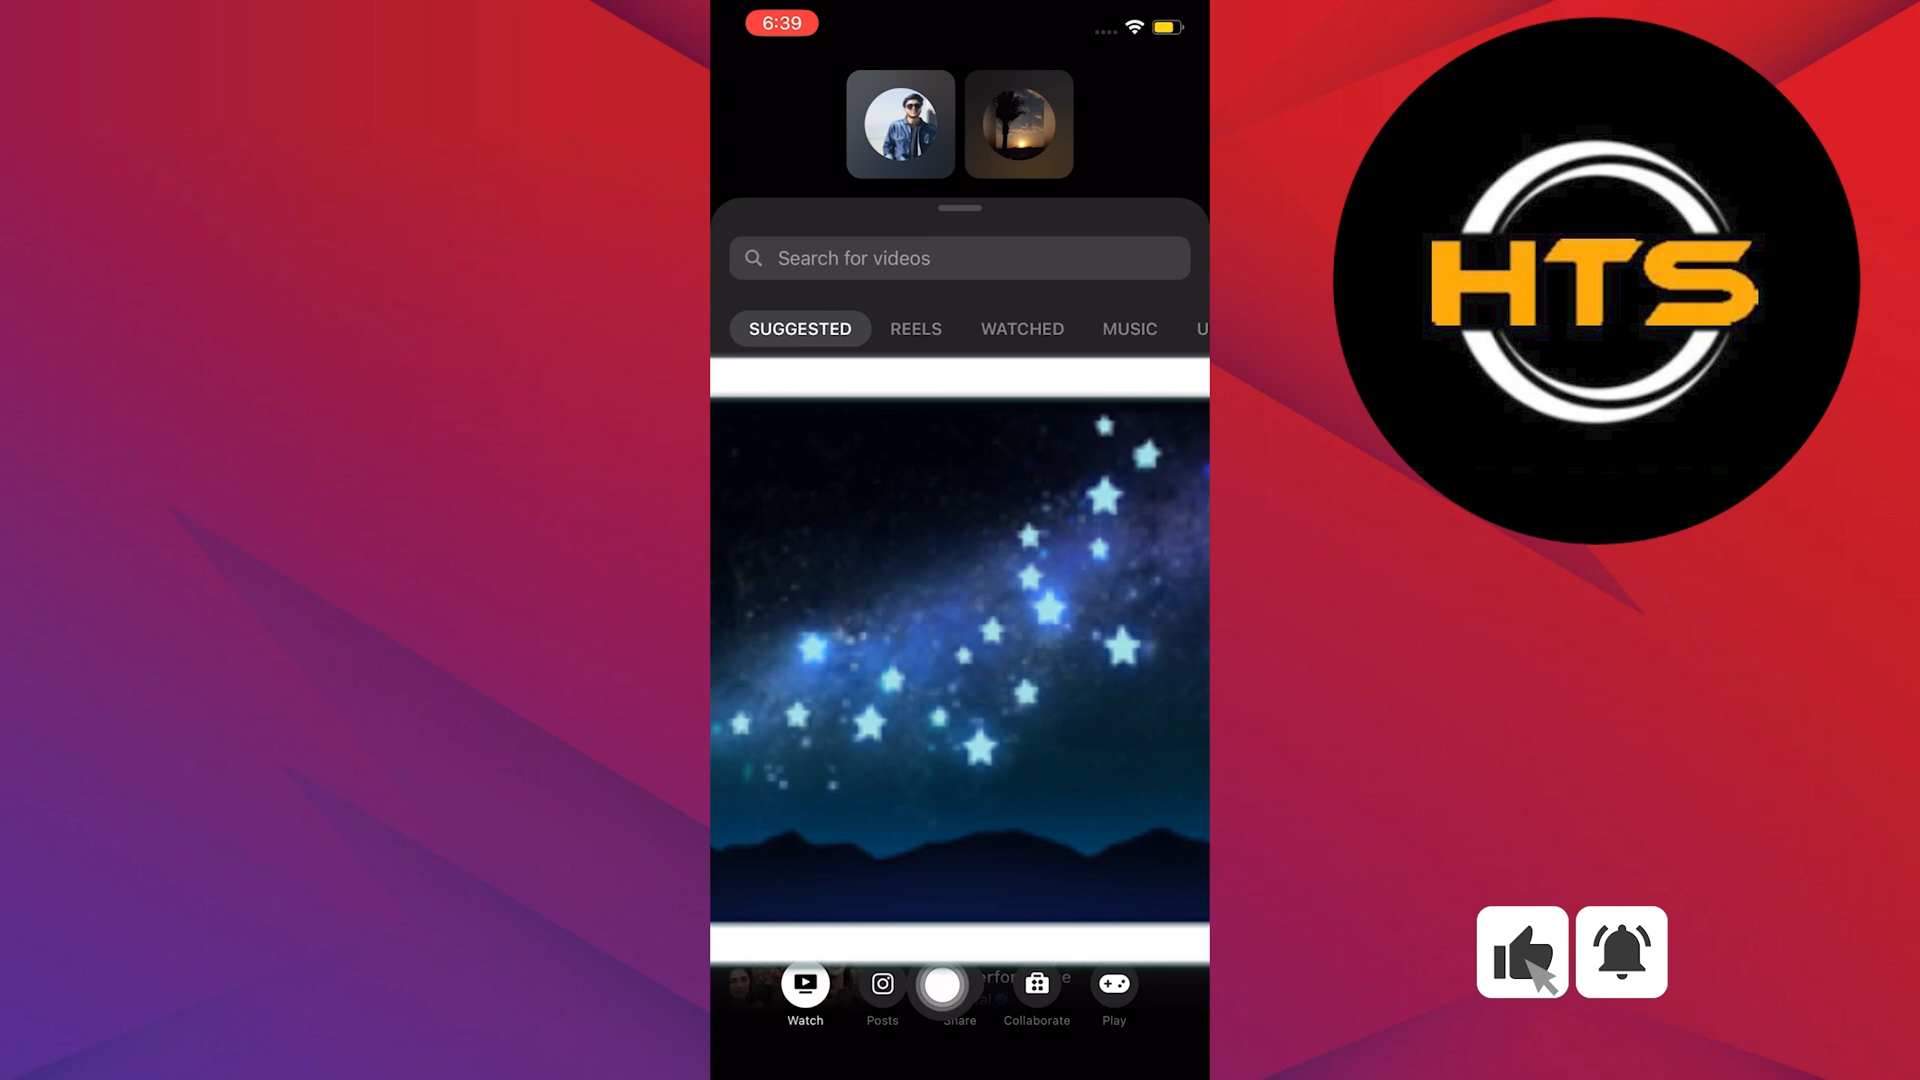 6:39
HTS
Search for videos
SUGGESTED REELS WATCHED MUSIC U
Watch Posts Share Collaborate Play